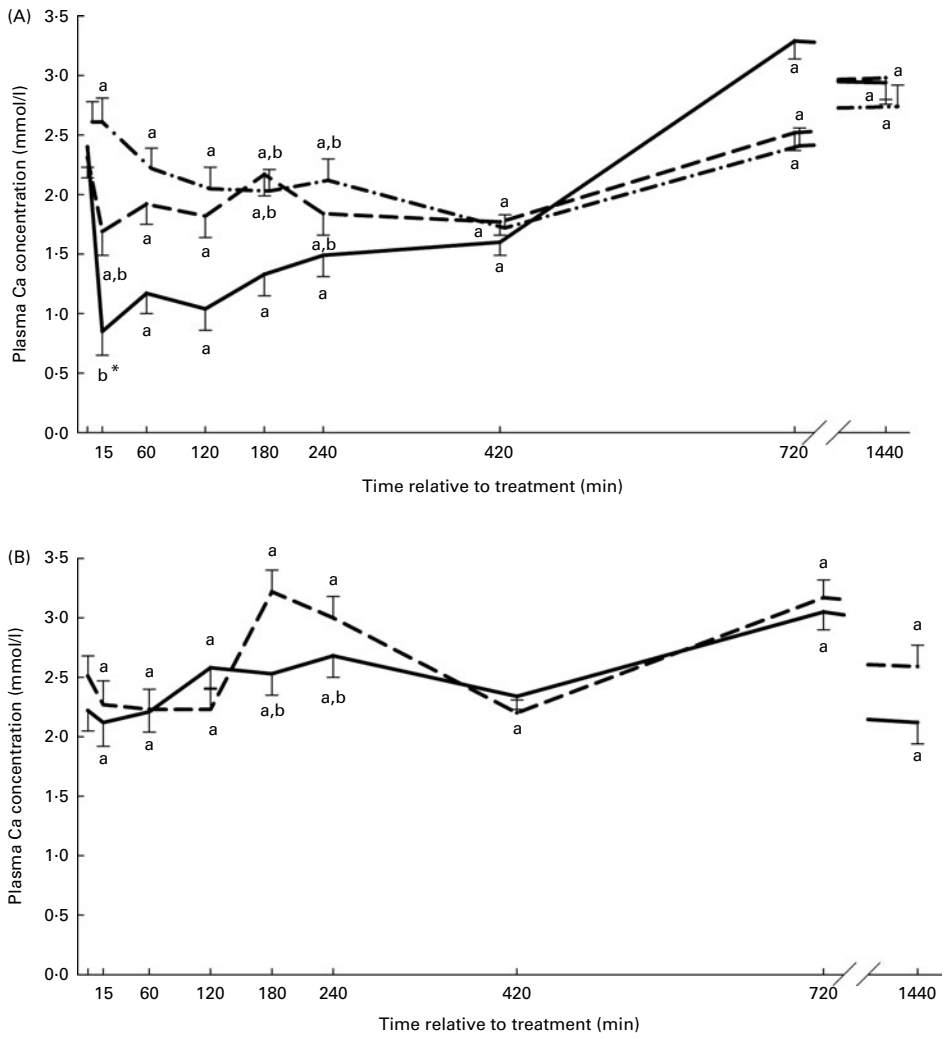 (A)
3·5
3·0
2·5
2·0
1·5
1·0
0·5
0·0
Plasma Ca concentration (mmol/l)
a
a
a
a,b
a,b
a
a
a
a,b
a
a
a
a
a
a,b
a
a
a,b
a
a
a
a
a
b*
15 60 120 180 240 420 720 1440
Time relative to treatment (min)
(B)
3·5
3·0
2·5
2·0
1·5
1·0
0·5
0·0
Plasma Ca concentration (mmol/l)
a
a
a
a
a
a
a
a
a
a
a
a,b
a,b
a
a
a
15 60 120 180 240 420 720 1440
Time relative to treatment (min)